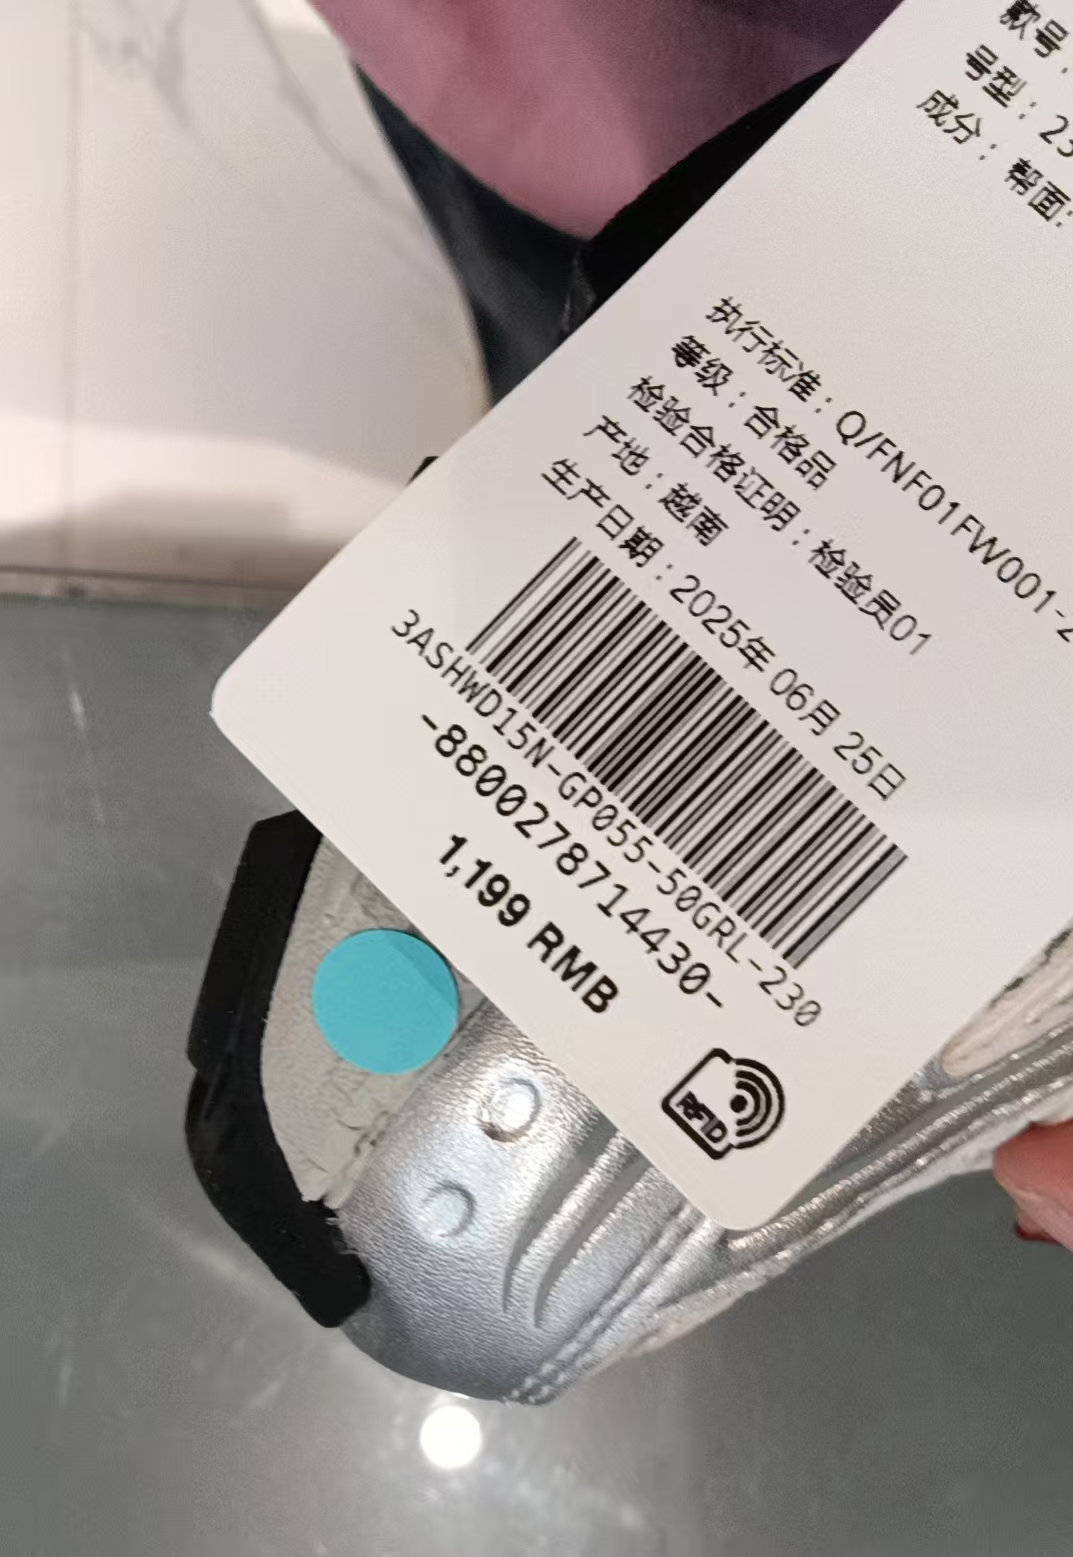 款号：
号型：23
成分：帮面：
执行标准：Q/FNF01FW001-2
等级：合格品
检验合格证明：检验员01
产地：越南
生产日期：2025年 06月 25日
3ASHWD15N-GP055-50GRL-230
-8800278714430-
1,199 RMB
RFID